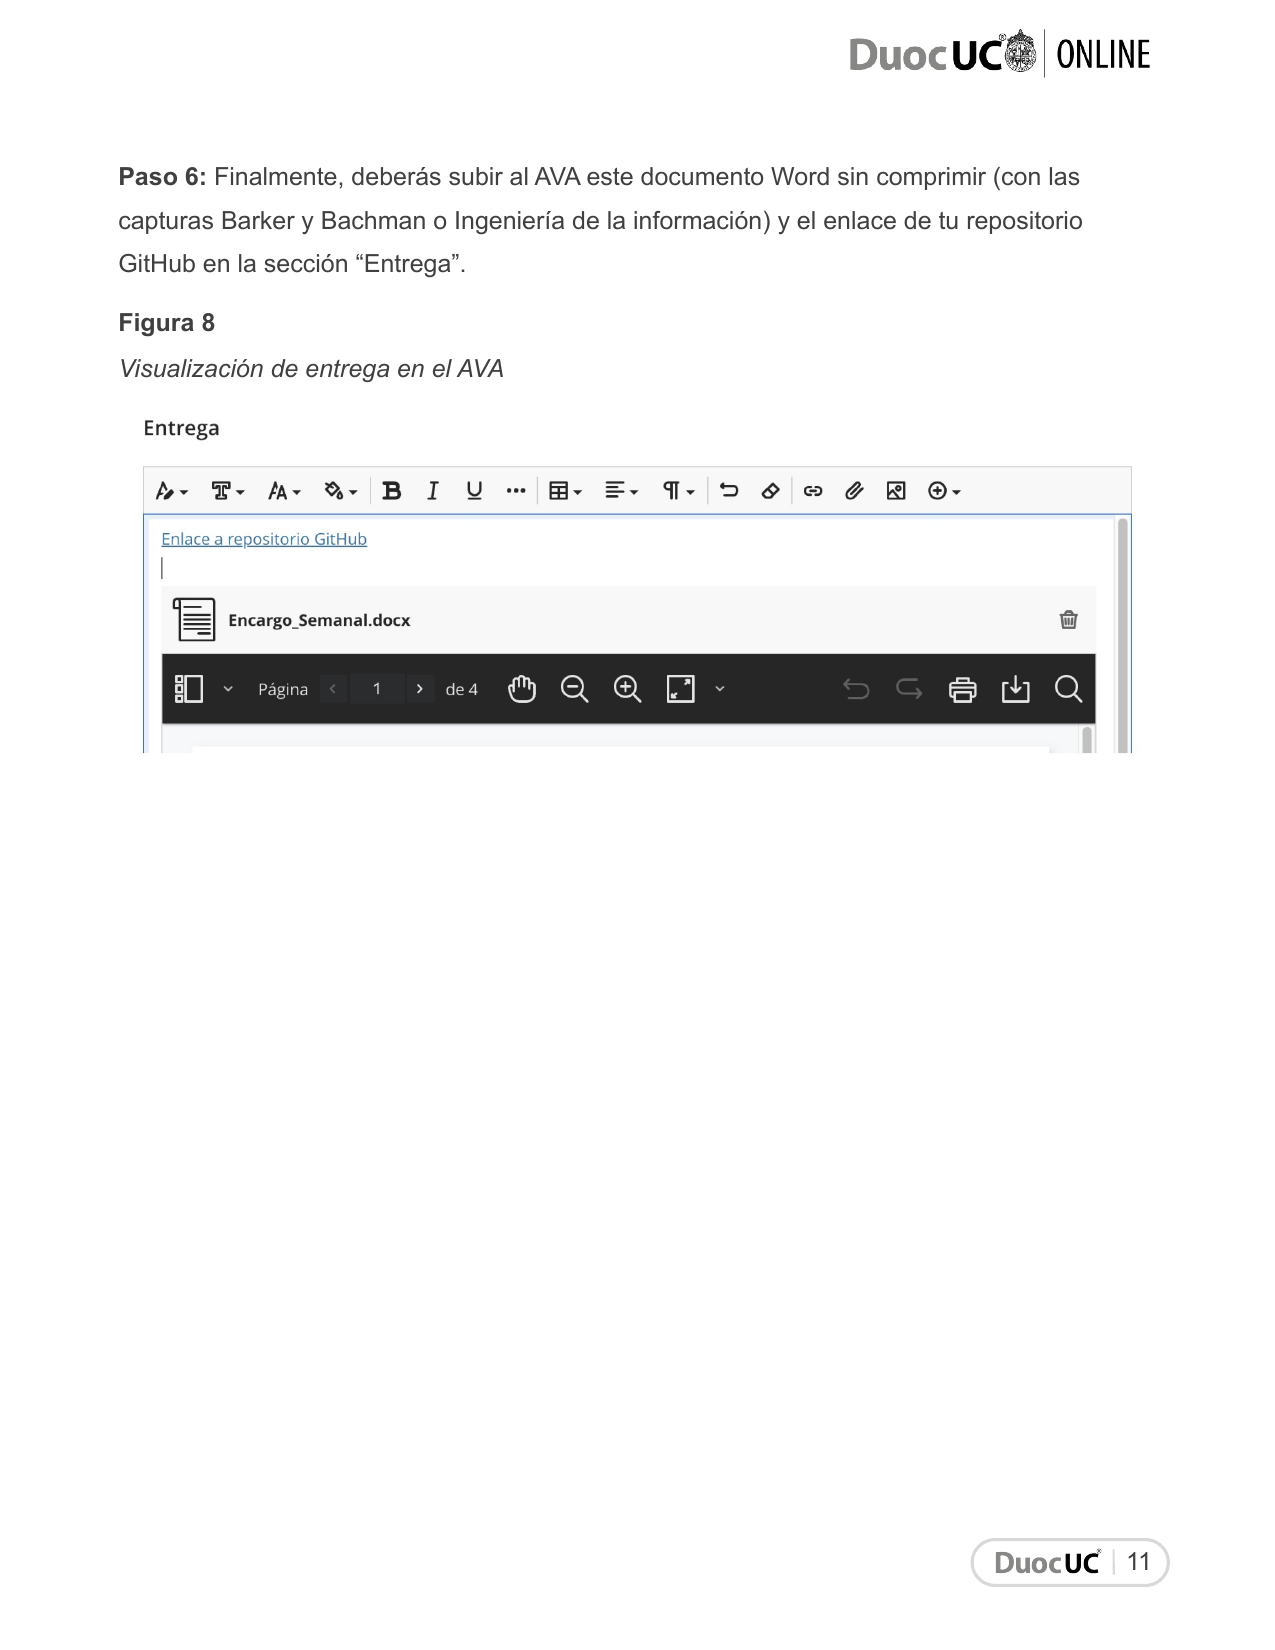 DuocUC® ONLINE
Paso 6: Finalmente, deberás subir al AVA este documento Word sin comprimir (con las
capturas Barker y Bachman o Ingeniería de la información) y el enlace de tu repositorio
GitHub en la sección “Entrega”.
Figura 8
Visualización de entrega en el AVA
Entrega
Enlace a repositorio GitHub
Encargo_Semanal.docx
Página 1 de 4
DuocUC® 11